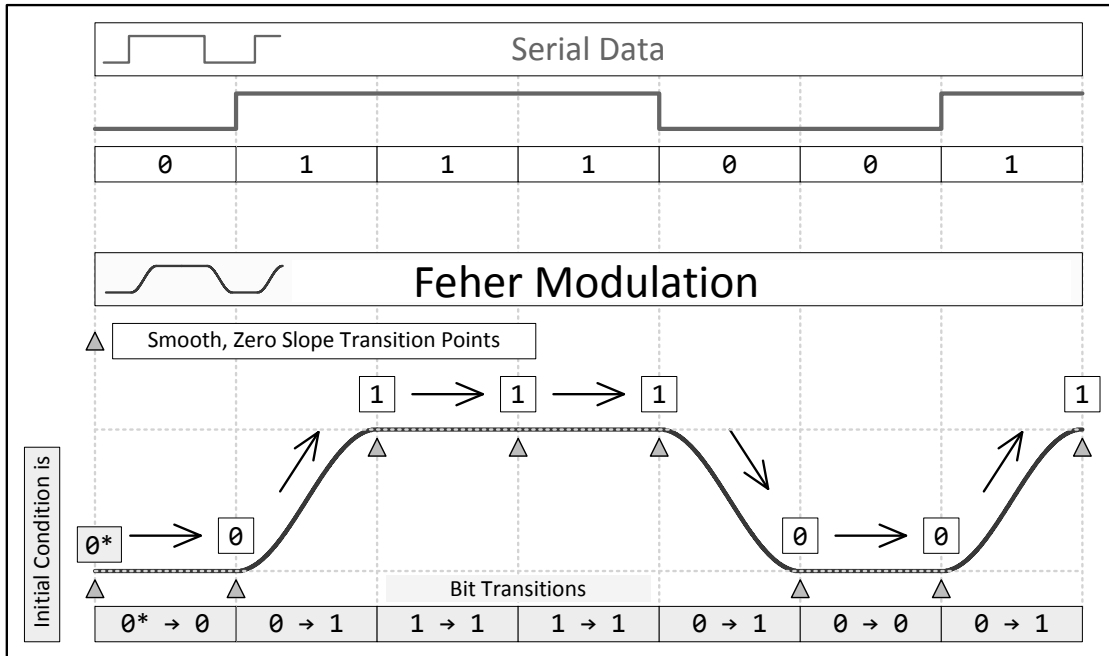 Serial Data
0 1 1 1 0 0 1
Feher Modulation
Smooth, Zero Slope Transition Points
1 1 1 1
Initial Condition is
0* 0 0 0
Bit Transitions
0* → 0 0 → 1 1 → 1 1 → 1 0 → 1 0 → 0 0 → 1